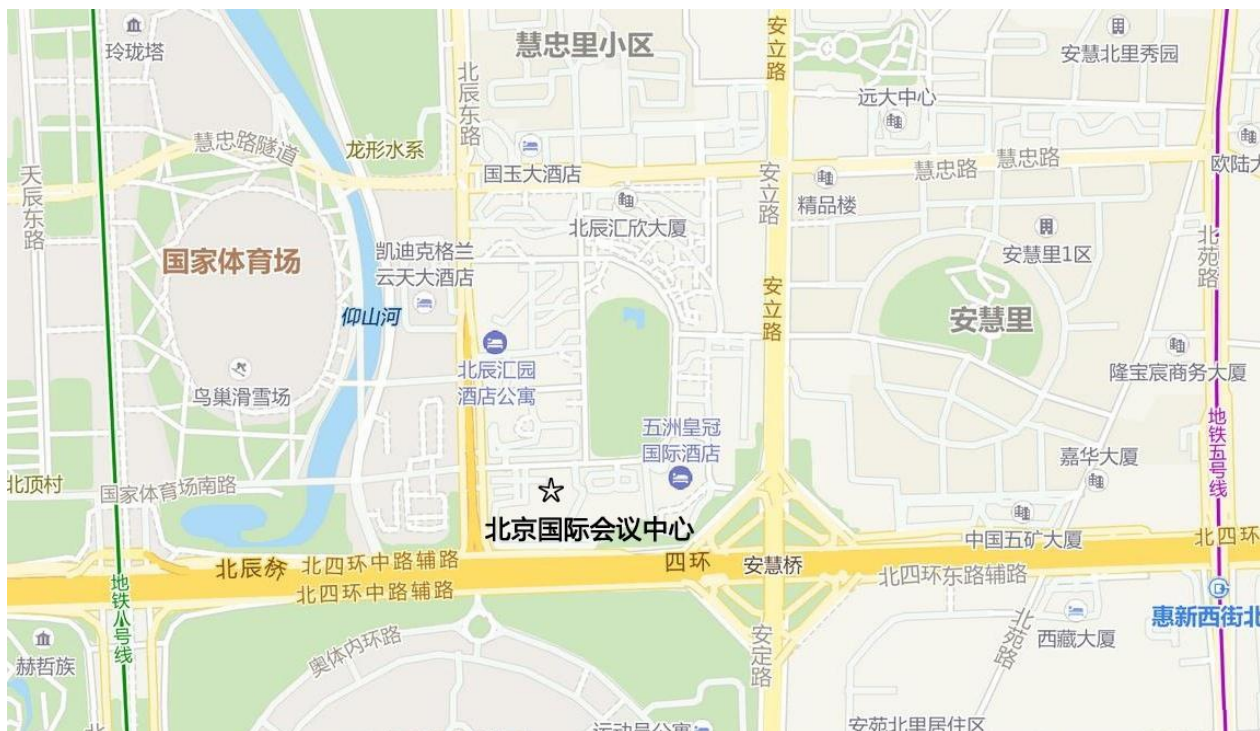 玲珑塔
慧忠里小区
安立路
安慧北里秀园
北辰东路
远大中心
慧忠路隧道
龙形水系
国玉大酒店
慧忠路
慧忠路
欧陆大
天辰东路
安立路
精品楼
北辰汇欣大厦
国家体育场
凯迪克格兰
云天大酒店
安慧里1区
北苑路
仰山河
安立路
安慧里
北辰汇园
酒店公寓
隆宝宸商务大厦
鸟巢滑雪场
五洲皇冠
国际酒店
地铁五号线
嘉华大厦
北顶村
国家体育场南路
北京国际会议中心
中国五矿大厦
北四环
北辰
北四环中路辅路
四环
安慧桥
北四环东路辅路
北四环中路辅路
地铁八号线
惠新西街北
西藏大厦
北苑路
安定路
奥体内环路
赫哲族
北
运动员公寓
安苑北里居住区